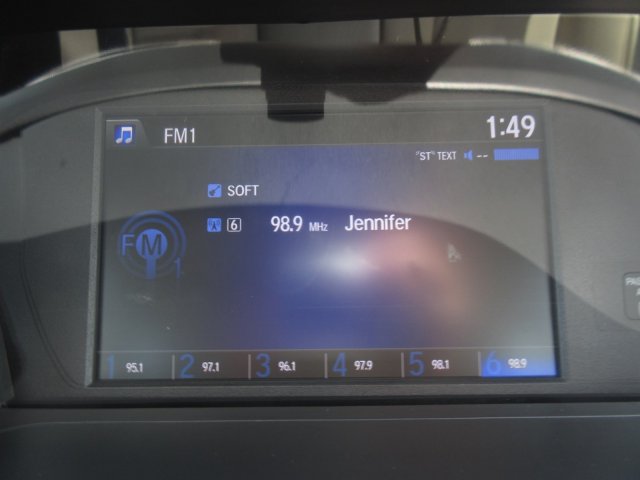 FM1 1:49
"ST" TEXT --
SOFT
6 98.9 MHz Jennifer
FM 1
1 95.1 2 97.1 3 96.1 4 97.9 5 98.1 6 98.9